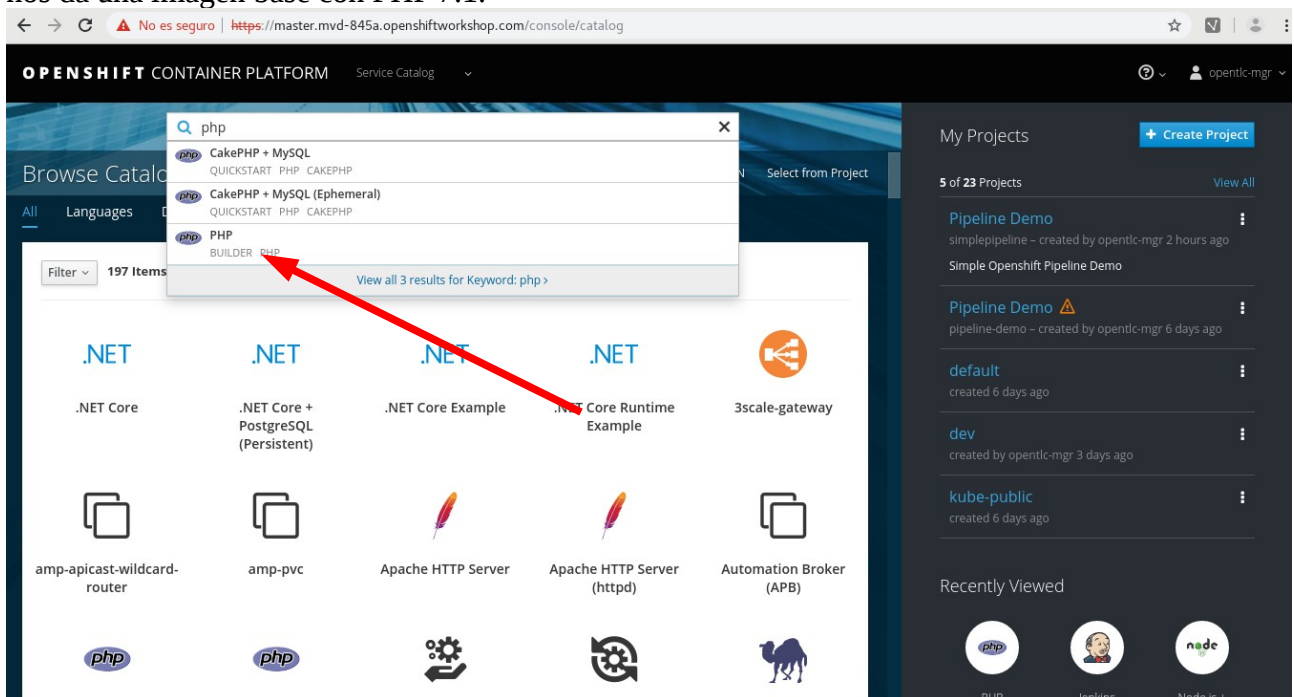 nos da una imagen base con PHP 7.1.
No es seguro | https://master.mvd-845a.openshiftworkshop.com/console/catalog
OPENSHIFT CONTAINER PLATFORM Service Catalog opentlc-mgr
php
CakePHP + MySQL
QUICKSTART PHP CAKEPHP
CakePHP + MySQL (Ephemeral)
QUICKSTART PHP CAKEPHP
PHP
BUILDER PHP
View all 3 results for Keyword: php >
Browse Catalo
N Select from Project
All Languages D
Filter 197 Items
.NET .NET .NET .NET
.NET Core
.NET Core +
PostgreSQL
(Persistent)
.NET Core Example
.NET Core Runtime
Example
3scale-gateway
amp-apicast-wildcard-
router
amp-pvc
Apache HTTP Server
Apache HTTP Server
(httpd)
Automation Broker
(APB)
php php
My Projects
+ Create Project
5 of 23 Projects View All
Pipeline Demo
simplepipeline – created by opentlc-mgr 2 hours ago
Simple Openshift Pipeline Demo
Pipeline Demo
pipeline-demo – created by opentlc-mgr 6 days ago
default
created 6 days ago
dev
created by opentlc-mgr 3 days ago
kube-public
created 6 days ago
Recently Viewed
php node
PHP Jenkins Node.js +